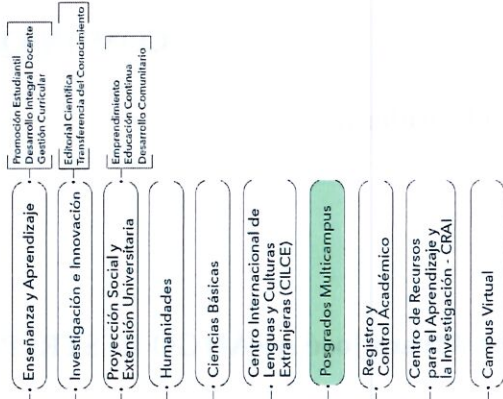 Enseñanza y Aprendizaje
Promoción Estudiantil
Desarrollo Integral Docente
Gestión Curricular
Investigación e Innovación
Editorial Científica
Transferencia del Conocimiento
Proyección Social y
Extensión Universitaria
Emprendimiento
Educación Continua
Desarrollo Comunitario
Humanidades
Ciencias Básicas
Centro Internacional de
Lenguas y Culturas
Extranjeras (CILCE)
Posgrados Multicampus
Registro y
Control Académico
Centro de Recursos
para el Aprendizaje y
la Investigación - CRAI
Campus Virtual